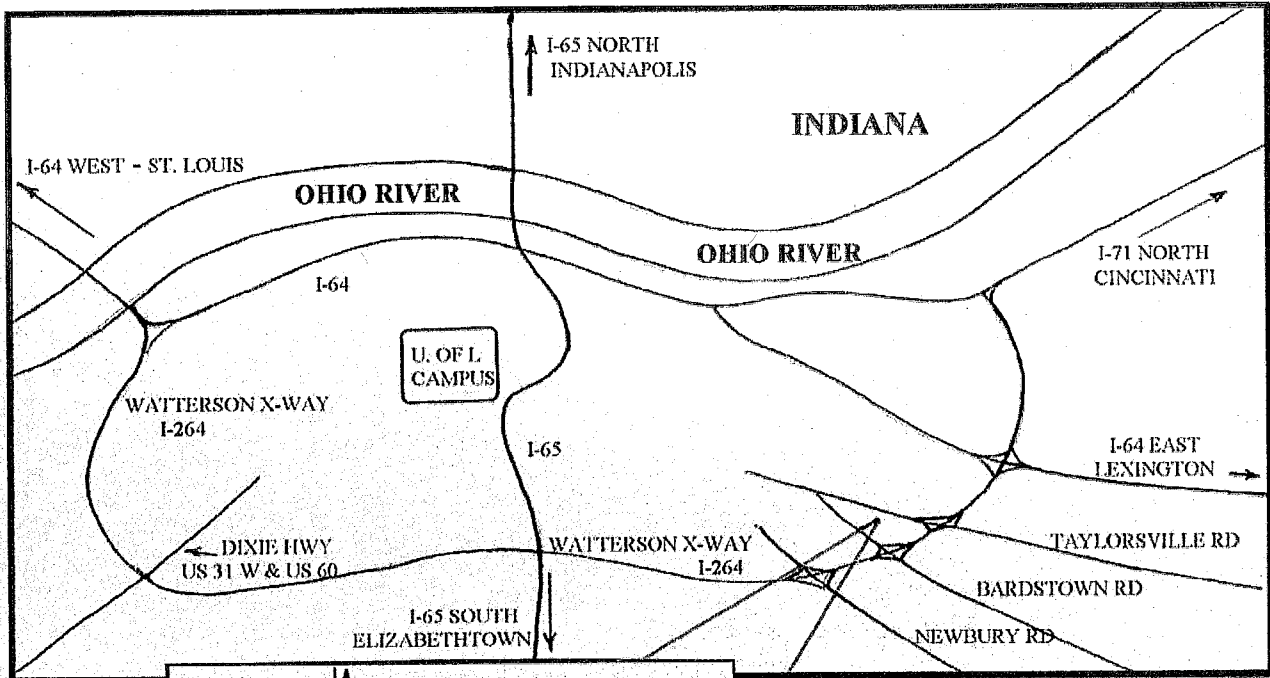 I-65 NORTH
INDIANAPOLIS
INDIANA
I-64 WEST - ST. LOUIS
OHIO RIVER
OHIO RIVER
I-71 NORTH
CINCINNATI
I-64
U. OF L
CAMPUS
WATTERSON X-WAY
I-264
I-65
I-64 EAST
LEXINGTON
DIXIE HWY
US 31 W & US 60
WATTERSON X-WAY
I-264
TAYLORSVILLE RD
BARDSTOWN RD
I-65 SOUTH
ELIZABETHTOWN
NEWBURY RD